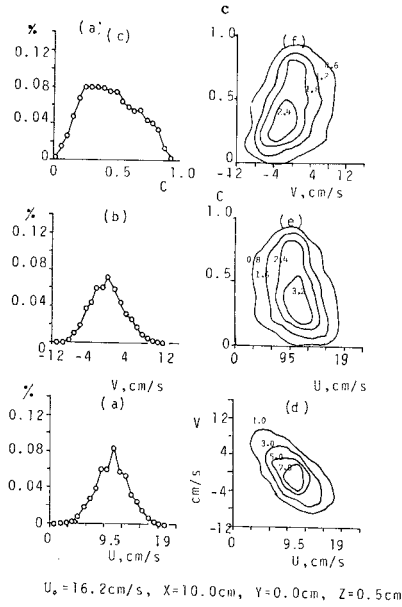 % (a) (c) C (f)
0.12 1.0
0.08 0.6
1.2
0.5 1.8
0.04 2.4
0 0
0 0.5 1.0 -12 -4 4 12
C V,cm/s
% (b) C (e)
0.12 1.0
0.08 0.8 2.4
1.6
0.5
0.04 3.2
0 0
-12 -4 4 12 0 9.5 19
V,cm/s U,cm/s
% (a) V (d)
0.12 12 1.0
3.0
0.08 4 5.0
7.0
0.04 -4
cm/s
0 -12
0 9.5 19 9.5 19
U,cm/s U,cm/s
U₀=16.2cm/s, X=10.0cm, Y=0.0cm, Z=0.5cm